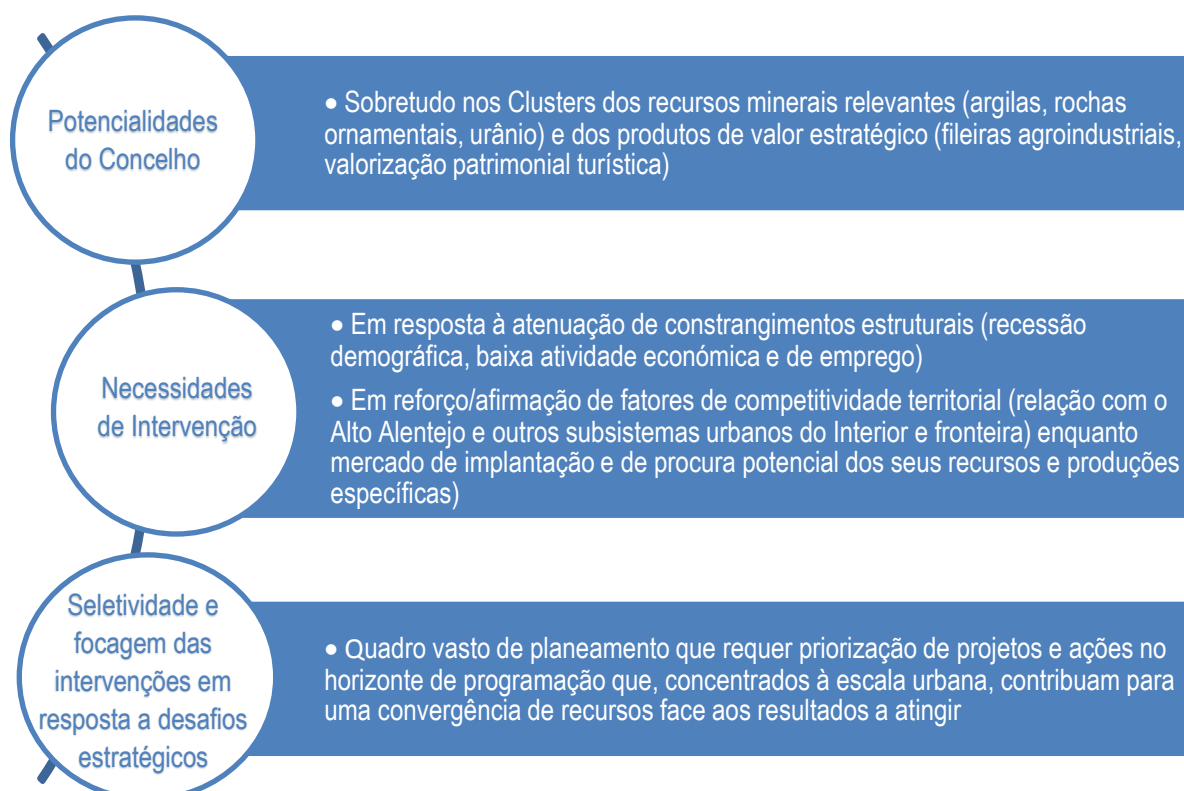 Potencialidades
do Concelho
• Sobretudo nos Clusters dos recursos minerais relevantes (argilas, rochas
ornamentais, urânio) e dos produtos de valor estratégico (fileiras agroindustriais,
valorização patrimonial turística)
Necessidades
de Intervenção
• Em resposta à atenuação de constrangimentos estruturais (recessão
demográfica, baixa atividade económica e de emprego)
• Em reforço/afirmação de fatores de competitividade territorial (relação com o
Alto Alentejo e outros subsistemas urbanos do Interior e fronteira) enquanto
mercado de implantação e de procura potencial dos seus recursos e produções
específicas)
Seletividade e
focagem das
intervenções em
resposta a desafios
estratégicos
• Quadro vasto de planeamento que requer priorização de projetos e ações no
horizonte de programação que, concentrados à escala urbana, contribuam para
uma convergência de recursos face aos resultados a atingir